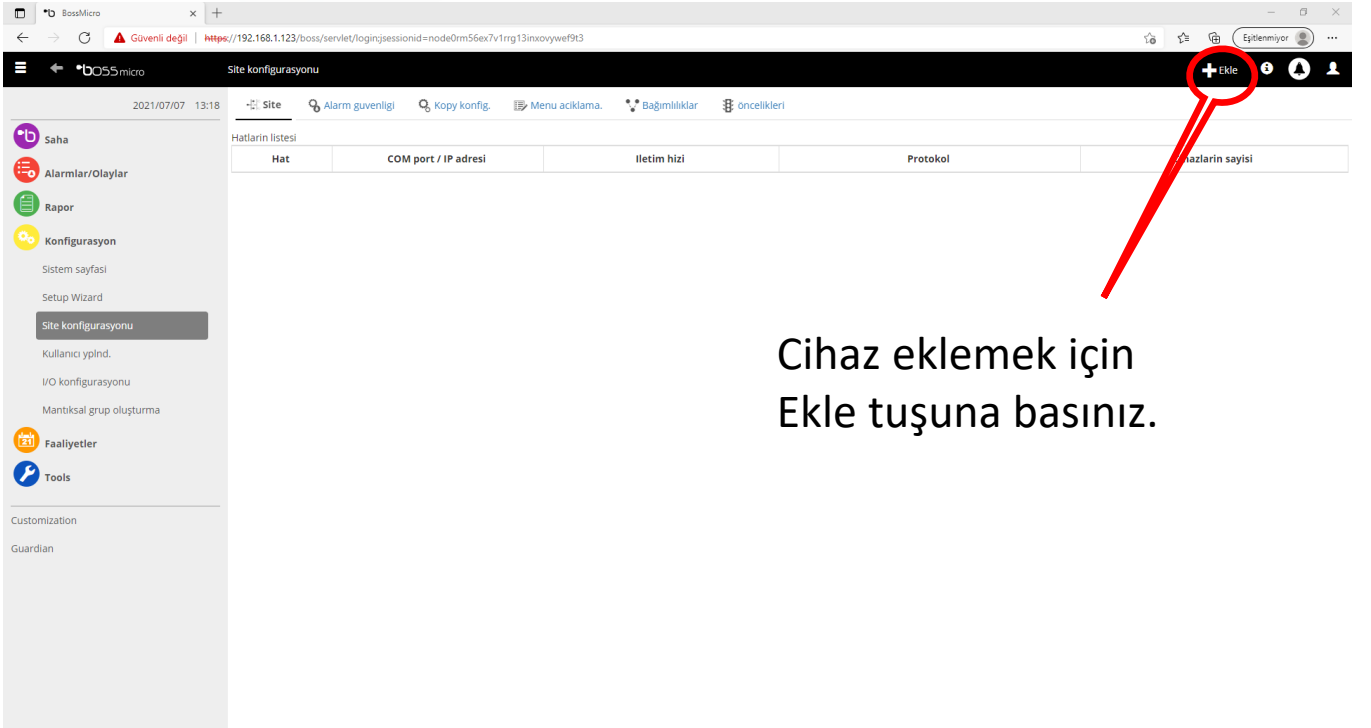 BossMicro
Güvenli değil
https://192.168.1.123/boss/servlet/login;jsessionid=node0rm56ex7v1rrg13inxovywef9t3
Eşitlenmiyor
boss micro
Site konfigurasyonu
Ekle
2021/07/07 13:18
Site
Alarm guvenligi
Kopy konfig.
Menu aciklama.
Bağımlılıklar
öncelikleri
Saha
Alarmlar/Olaylar
Rapor
Konfigurasyon
Sistem sayfasi
Setup Wizard
Site konfigurasyonu
Kullanıcı yplnd.
I/O konfigurasyonu
Mantıksal grup oluşturma
Faaliyetler
21
Tools
Customization
Guardian
Hatlarin listesi
Hat
COM port / IP adresi
Iletim hizi
Protokol
hazlarin sayisi
Cihaz eklemek için
Ekle tuşuna basınız.